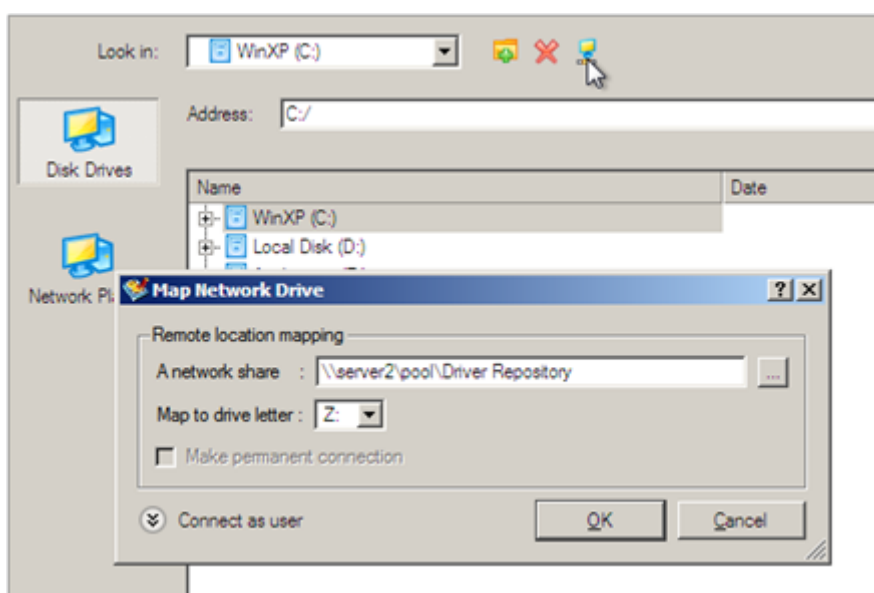 Look in: WinXP (C:)
Address: C:/
Disk Drives
Name Date
WinXP (C:)
Local Disk (D:)
Network
Map Network Drive
Remote location mapping
A network share : \\server2\pool\Driver Repository ...
Map to drive letter : Z:
Make permanent connection
Connect as user OK Cancel